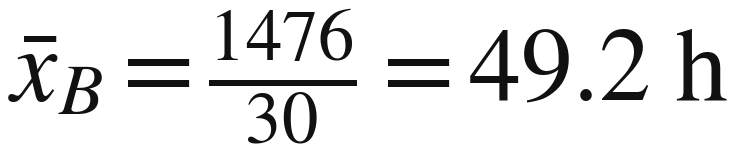 x̄_B = 1476/30 = 49.2 h